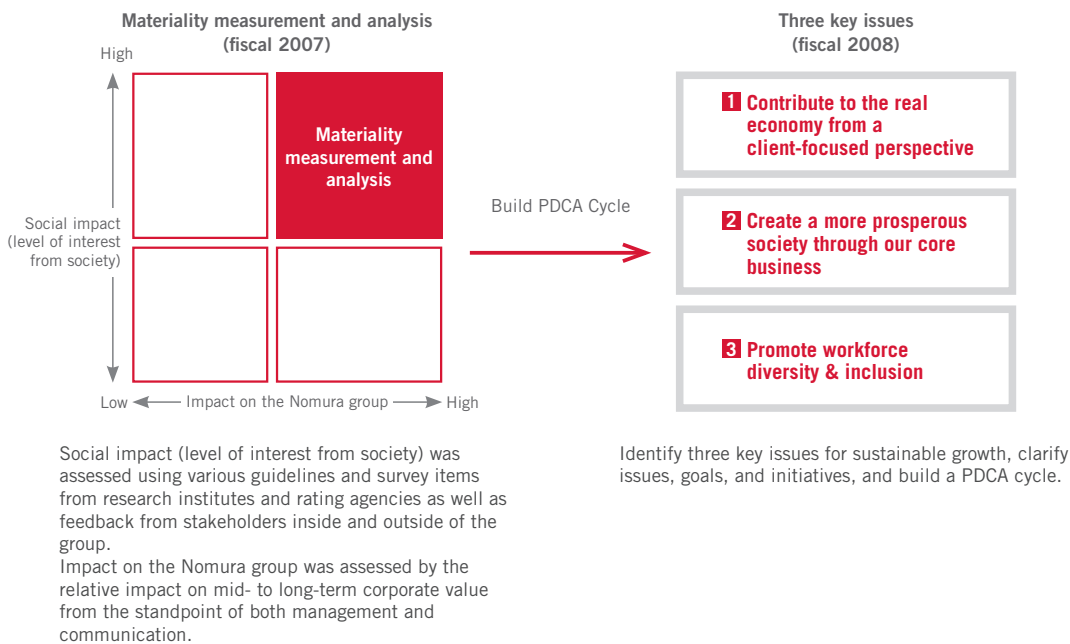 Materiality measurement and analysis
(fiscal 2007)
High
Materiality
measurement and
analysis
Social impact
(level of interest
from society)
Low
Impact on the Nomura group
High
Build PDCA Cycle
Three key issues
(fiscal 2008)
1 Contribute to the real
economy from a
client-focused perspective
2 Create a more prosperous
society through our core
business
3 Promote workforce
diversity & inclusion
Social impact (level of interest from society) was
assessed using various guidelines and survey items
from research institutes and rating agencies as well as
feedback from stakeholders inside and outside of the
group.
Impact on the Nomura group was assessed by the
relative impact on mid- to long-term corporate value
from the standpoint of both management and
communication.
Identify three key issues for sustainable growth, clarify
issues, goals, and initiatives, and build a PDCA cycle.